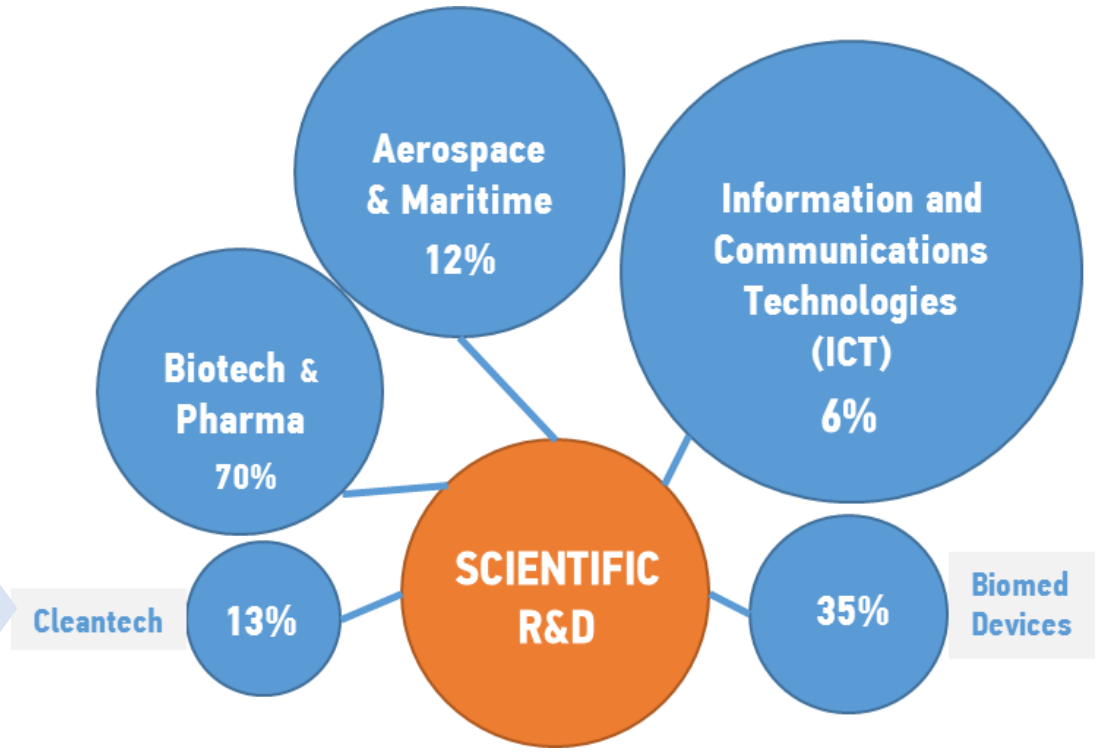 Aerospace
& Maritime
12%
Information and
Communications
Technologies
(ICT)
6%
Biotech &
Pharma
70%
SCIENTIFIC
R&D
Cleantech
13%
35%
Biomed
Devices